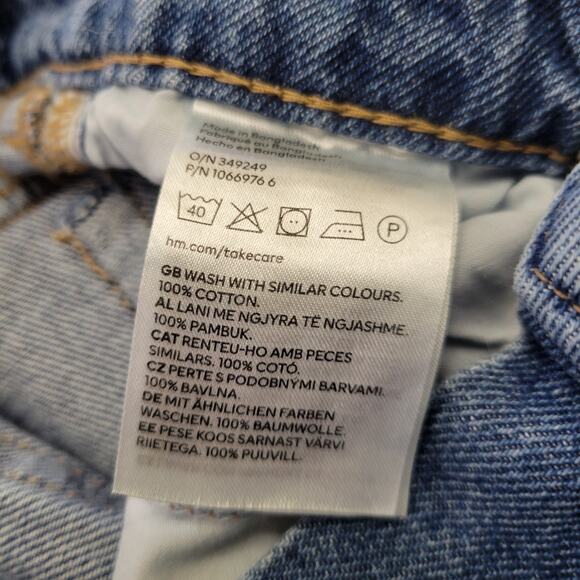 Made in Bangladesh
Fabriqué au Bangladesh
Hecho en Bangladesh
O/N 349249
P/N 1066976 6
40
P
hm.com/takecare
GB WASH WITH SIMILAR COLOURS.
100% COTTON.
AL LANI ME NGJYRA TË NGJASHME.
100% PAMBUK.
CAT RENTEU-HO AMB PECES
SIMILARS. 100% COTÓ.
CZ PERTE S PODOBNÝMI BARVAMI.
100% BAVLNA.
DE MIT ÄHNLICHEN FARBEN
WASCHEN. 100% BAUMWOLLE.
EE PESE KOOS SARNAST VÄRVI
RIIETEGA. 100% PUUVILL.